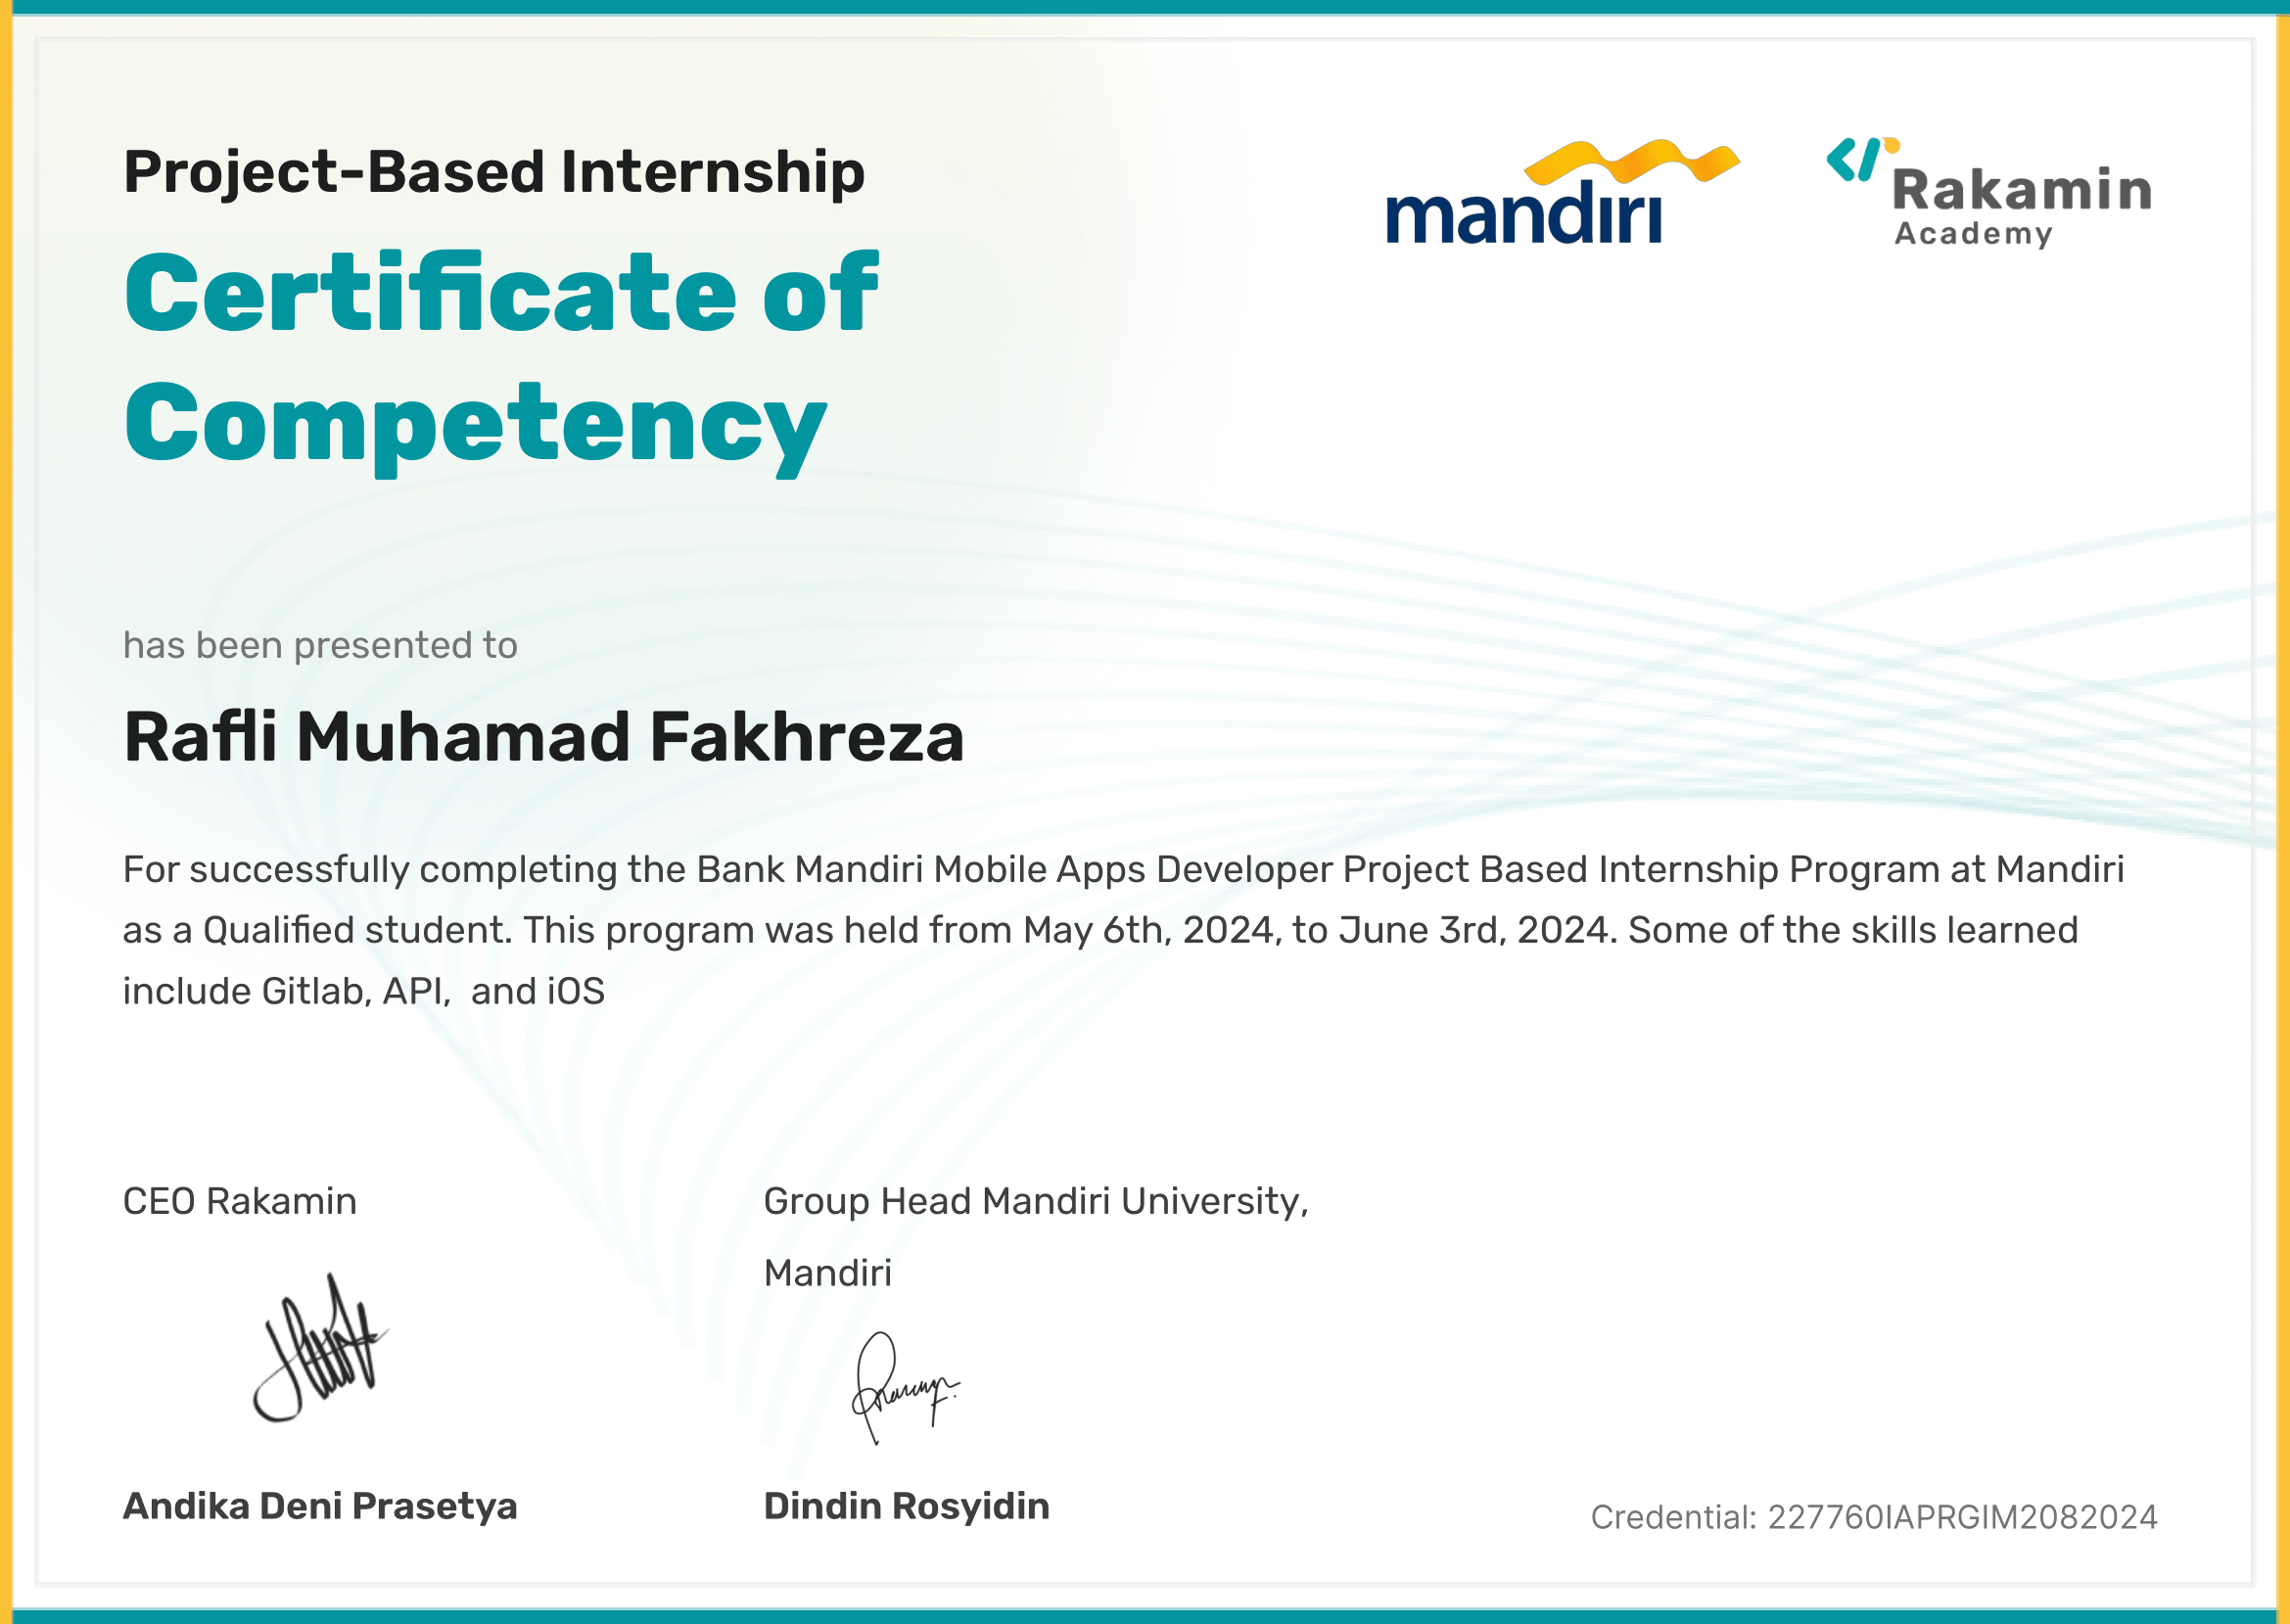 Project-Based Internship
Certificate of
Competency
mandiri
Rakamin
Academy
has been presented to
Rafli Muhamad Fakhreza
For successfully completing the Bank Mandiri Mobile Apps Developer Project Based Internship Program at Mandiri
as a Qualified student. This program was held from May 6th, 2024, to June 3rd, 2024. Some of the skills learned
include Gitlab, API,  and iOS
CEO Rakamin
Group Head Mandiri University,
Mandiri
Andika Deni Prasetya
Dindin Rosyidin
Credential: 227760IAPRGIM2082024